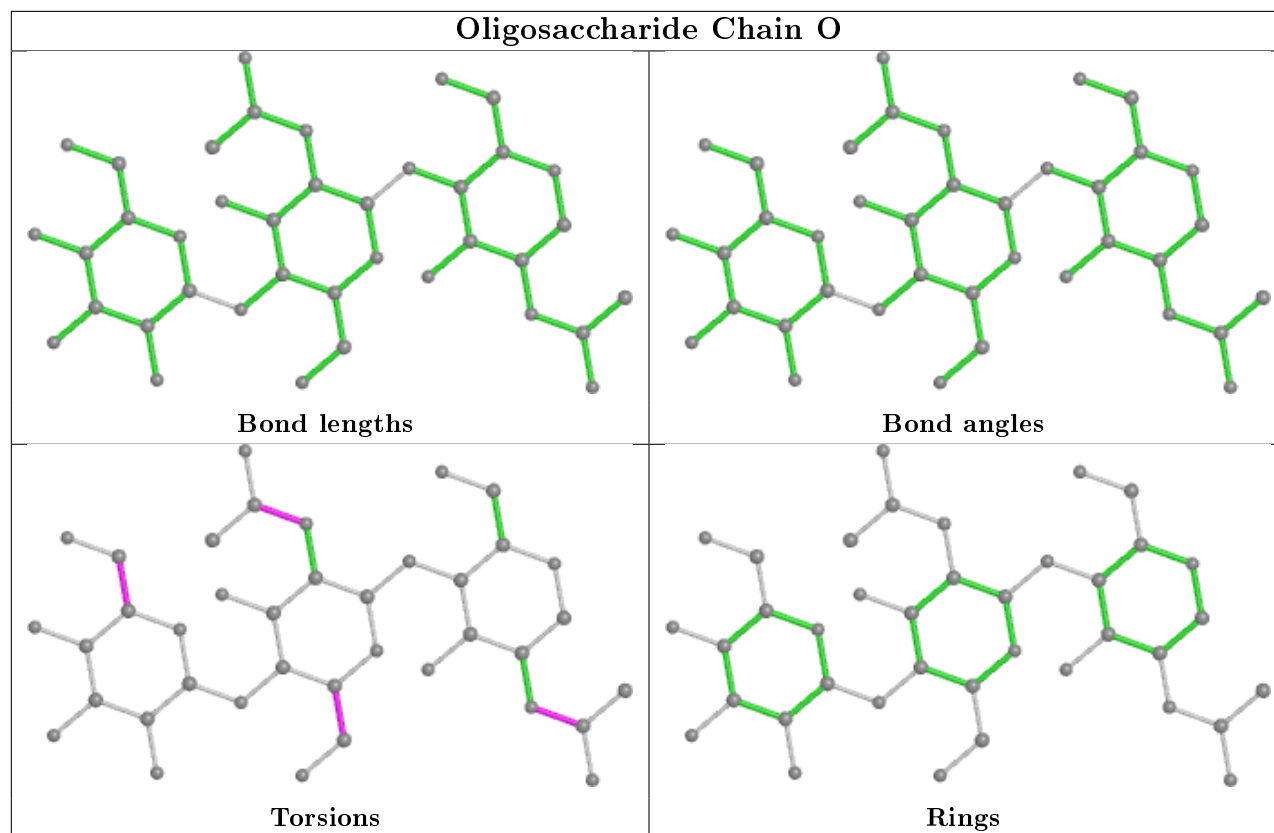 Oligosaccharide Chain O
Bond lengths
Bond angles
Torsions
Rings